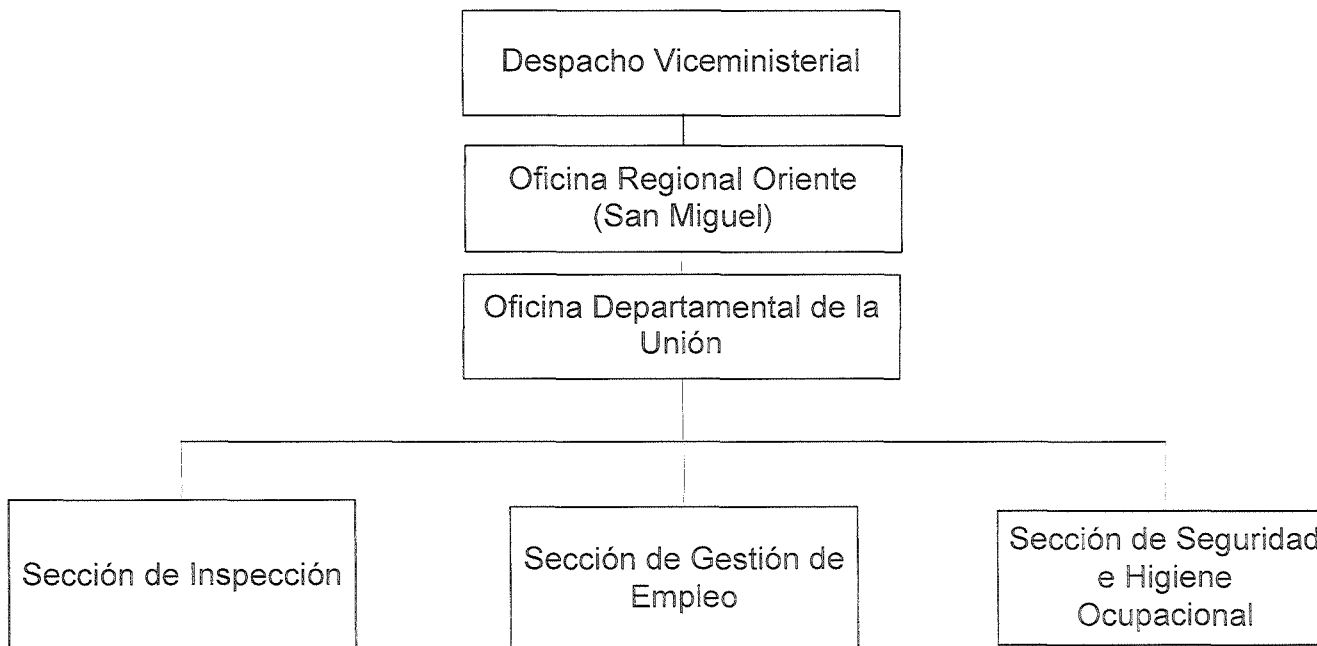 Despacho Viceministerial
Oficina Regional Oriente
(San Miguel)
Oficina Departamental de la
Unión
Sección de Inspección
Sección de Gestión de
Empleo
Sección de Seguridad
e Higiene
Ocupacional